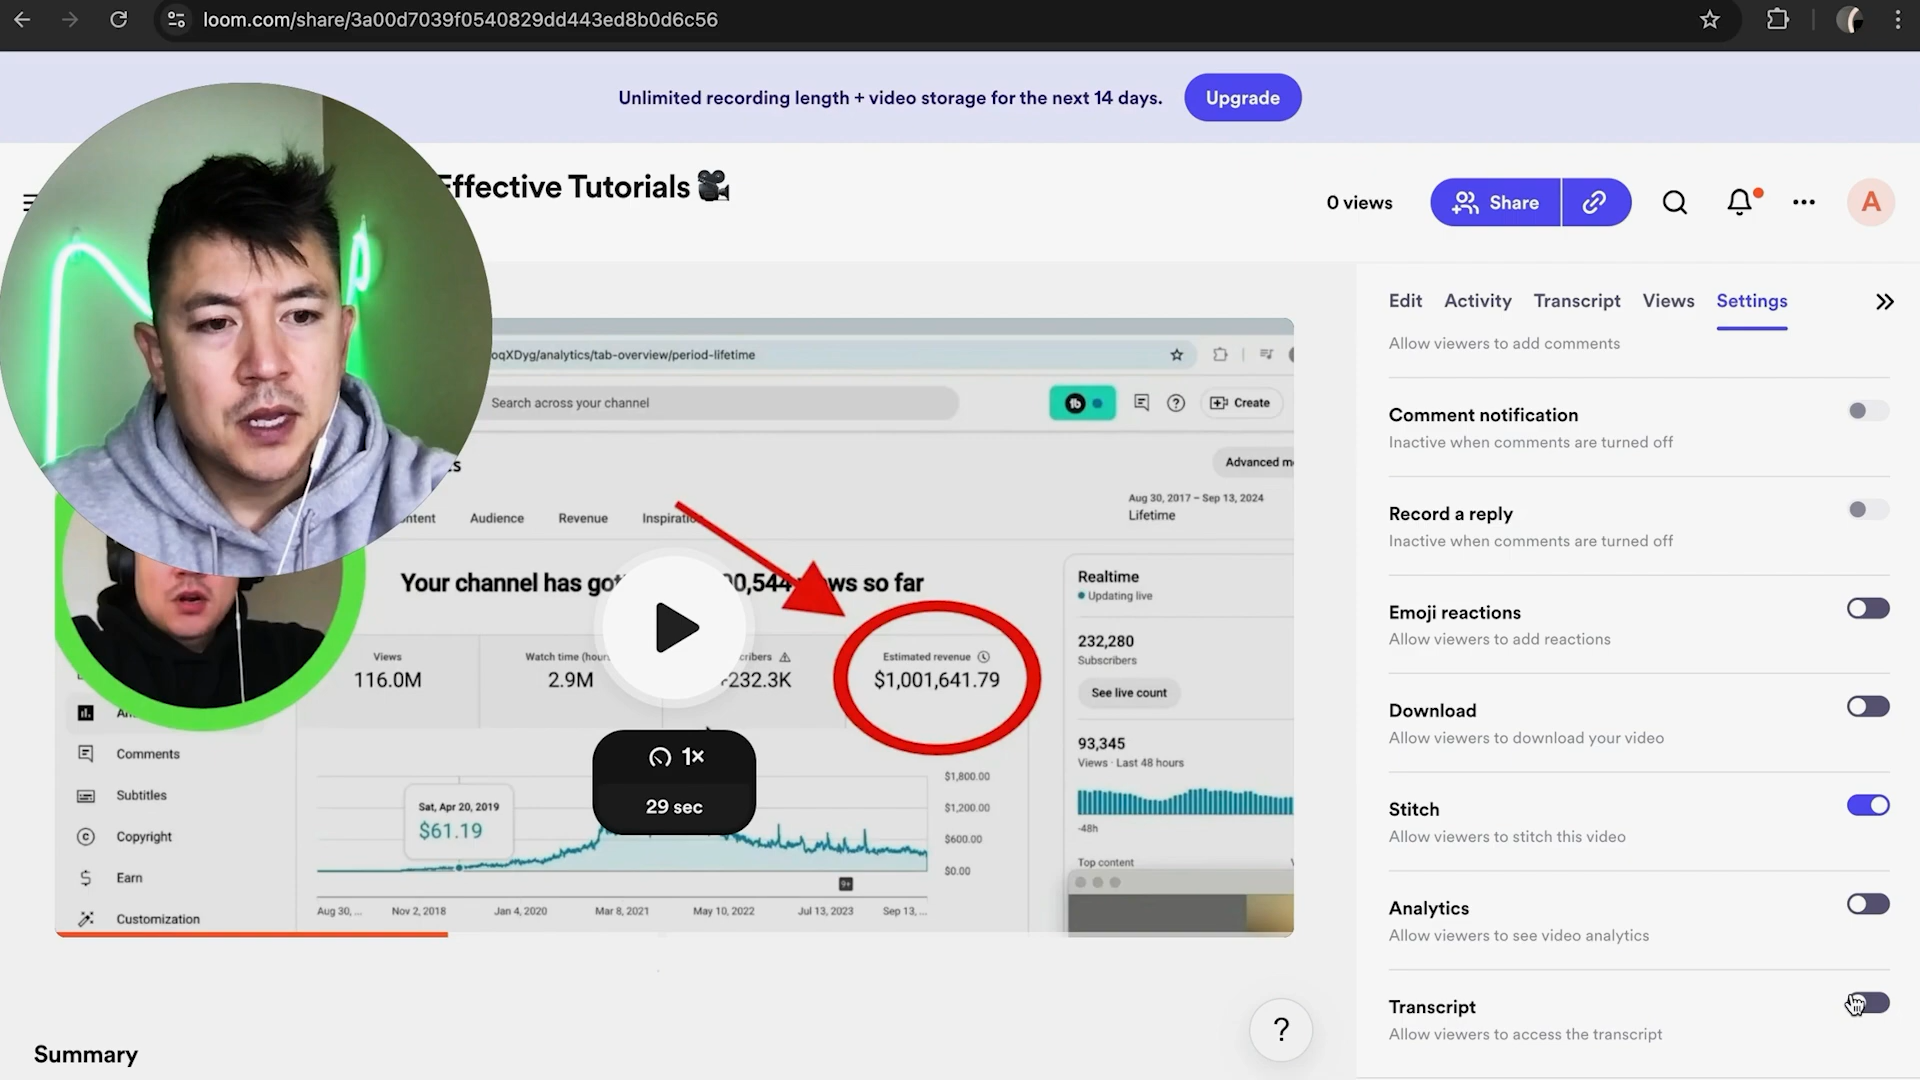 loom.com/share/3a00d7039f0540829dd443ed8b0d6c56
Unlimited recording length + video storage for the next 14 days.
Upgrade
Effective Tutorials
0 views
Share
A
Edit
Activity
Transcript
Views
Settings
Allow viewers to add comments
Comment notification
Inactive when comments are turned off
Record a reply
Inactive when comments are turned off
Emoji reactions
Allow viewers to add reactions
Download
Allow viewers to download your video
Stitch
Allow viewers to stitch this video
Analytics
Allow viewers to see video analytics
Transcript
Allow viewers to access the transcript
oqXDyg/analytics/tab-overview/period-lifetime
Search across your channel
Create
Advanced
Aug 30, 2017 – Sep 13, 2024
Lifetime
Audience
Revenue
Your channel has
so far
Views
116.0M
Watch time
2.9M
232.3K
Estimated revenue
$1,001,641.79
Realtime
Updating live
232,280
Subscribers
See live count
93,345
Views · Last 48 hours
-48h
Top content
1×
29 sec
Comments
Subtitles
Copyright
Earn
Customization
Sat, Apr 20, 2019
$61.19
$1,800.00
$1,200.00
$600.00
$0.00
9+
Aug 30, ...
Nov 2, 2018
Jan 4, 2020
Mar 8, 2021
May 10, 2022
Jul 13, 2023
Sep 13, ...
?
Summary